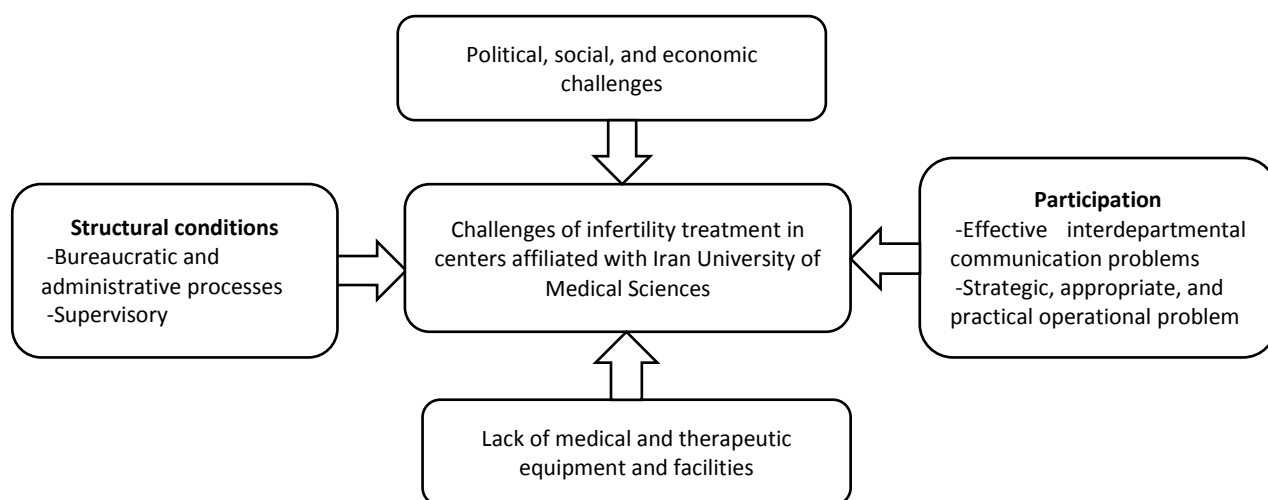 Political, social, and economic
challenges
Structural conditions
-Bureaucratic and
administrative processes
-Supervisory
Challenges of infertility treatment in
centers affiliated with Iran University of
Medical Sciences
Participation
-Effective interdepartmental
communication problems
-Strategic, appropriate, and
practical operational problem
Lack of medical and therapeutic
equipment and facilities